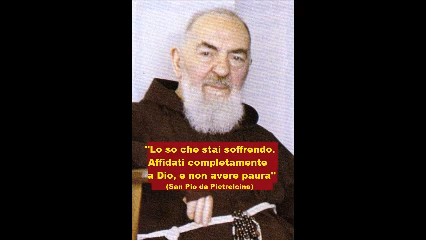 "Lo so che stai soffrendo.
Affidati completamente
a Dio, e non avere paura"
(San Pio da Pietrelcina)